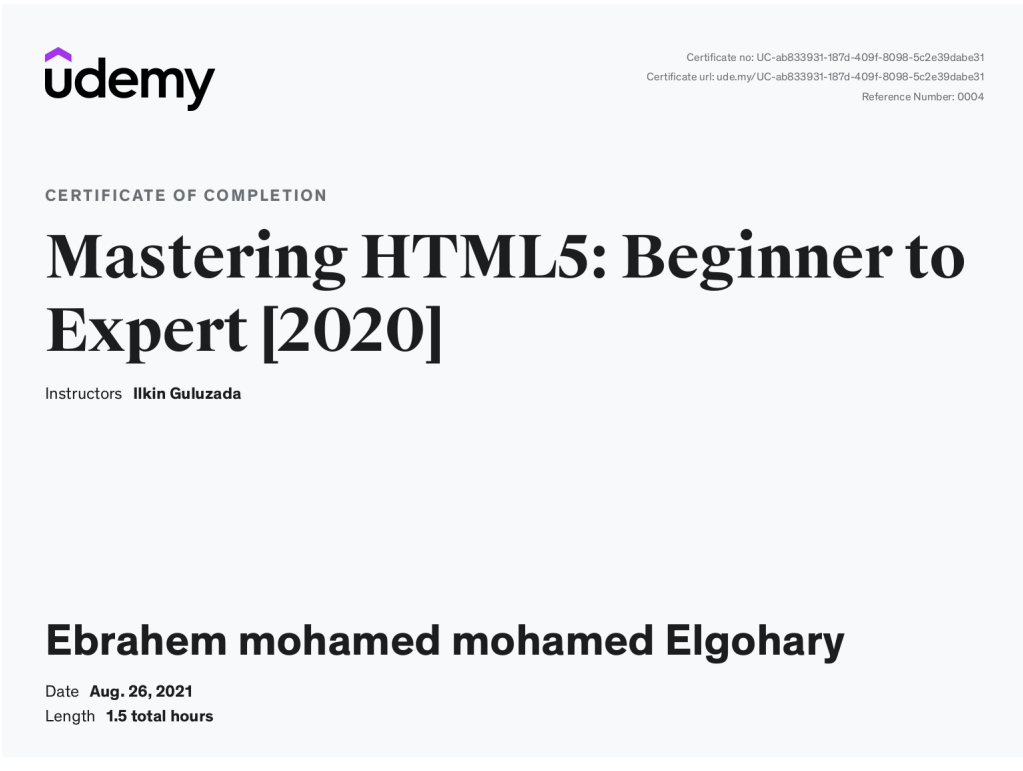 udemy
Certificate no: UC-ab833931-187d-409f-8098-5c2e39dabe31
Certificate url: ude.my/UC-ab833931-187d-409f-8098-5c2e39dabe31
Reference Number: 0004
CERTIFICATE OF COMPLETION
Mastering HTML5: Beginner to
Expert [2020]
Instructors Ilkin Guluzada
Ebrahem mohamed mohamed Elgohary
Date Aug. 26, 2021
Length 1.5 total hours